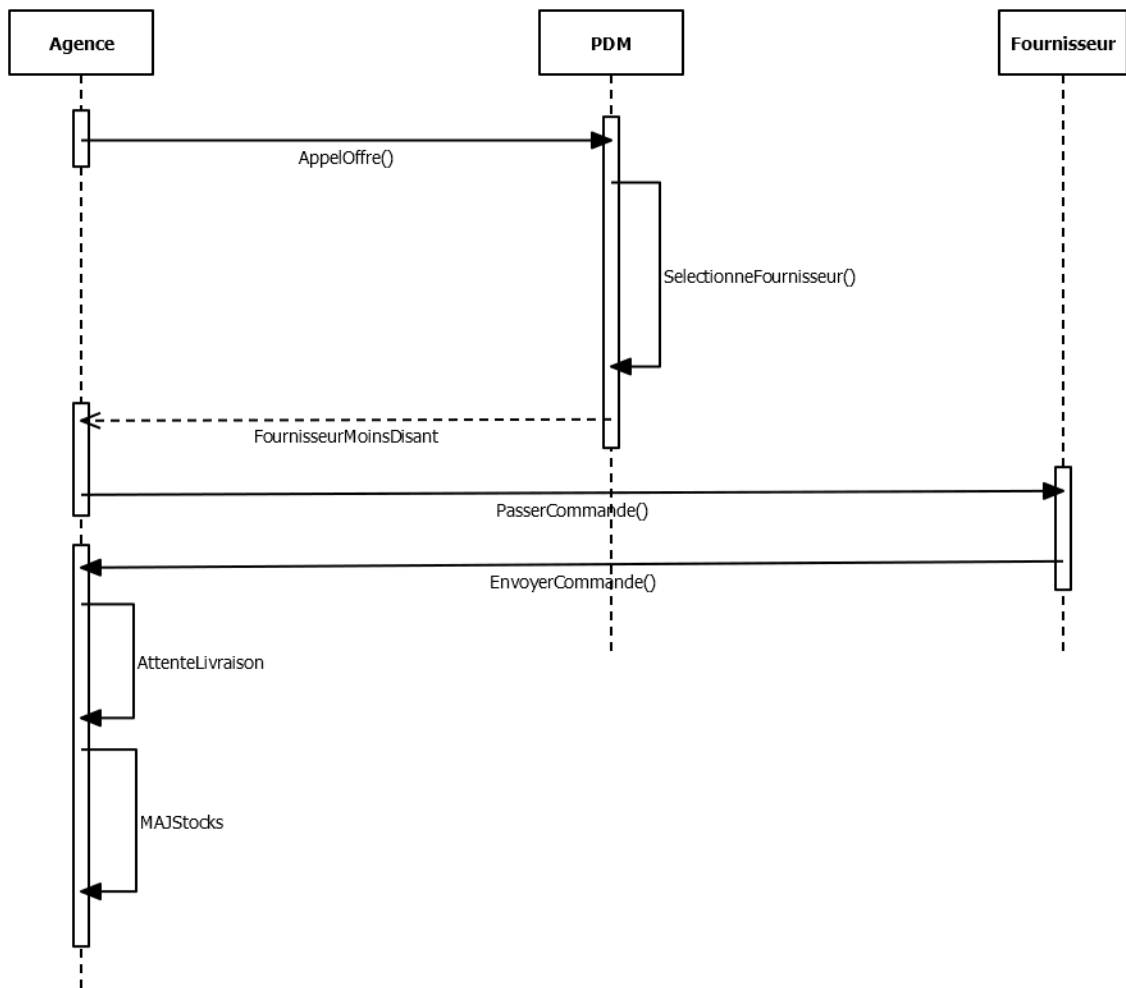 Agence
PDM
Fournisseur
AppelOffre()
SelectionneFournisseur()
FournisseurMoinsDisant
PasserCommande()
EnvoyerCommande()
AttenteLivraison
MAJStocks